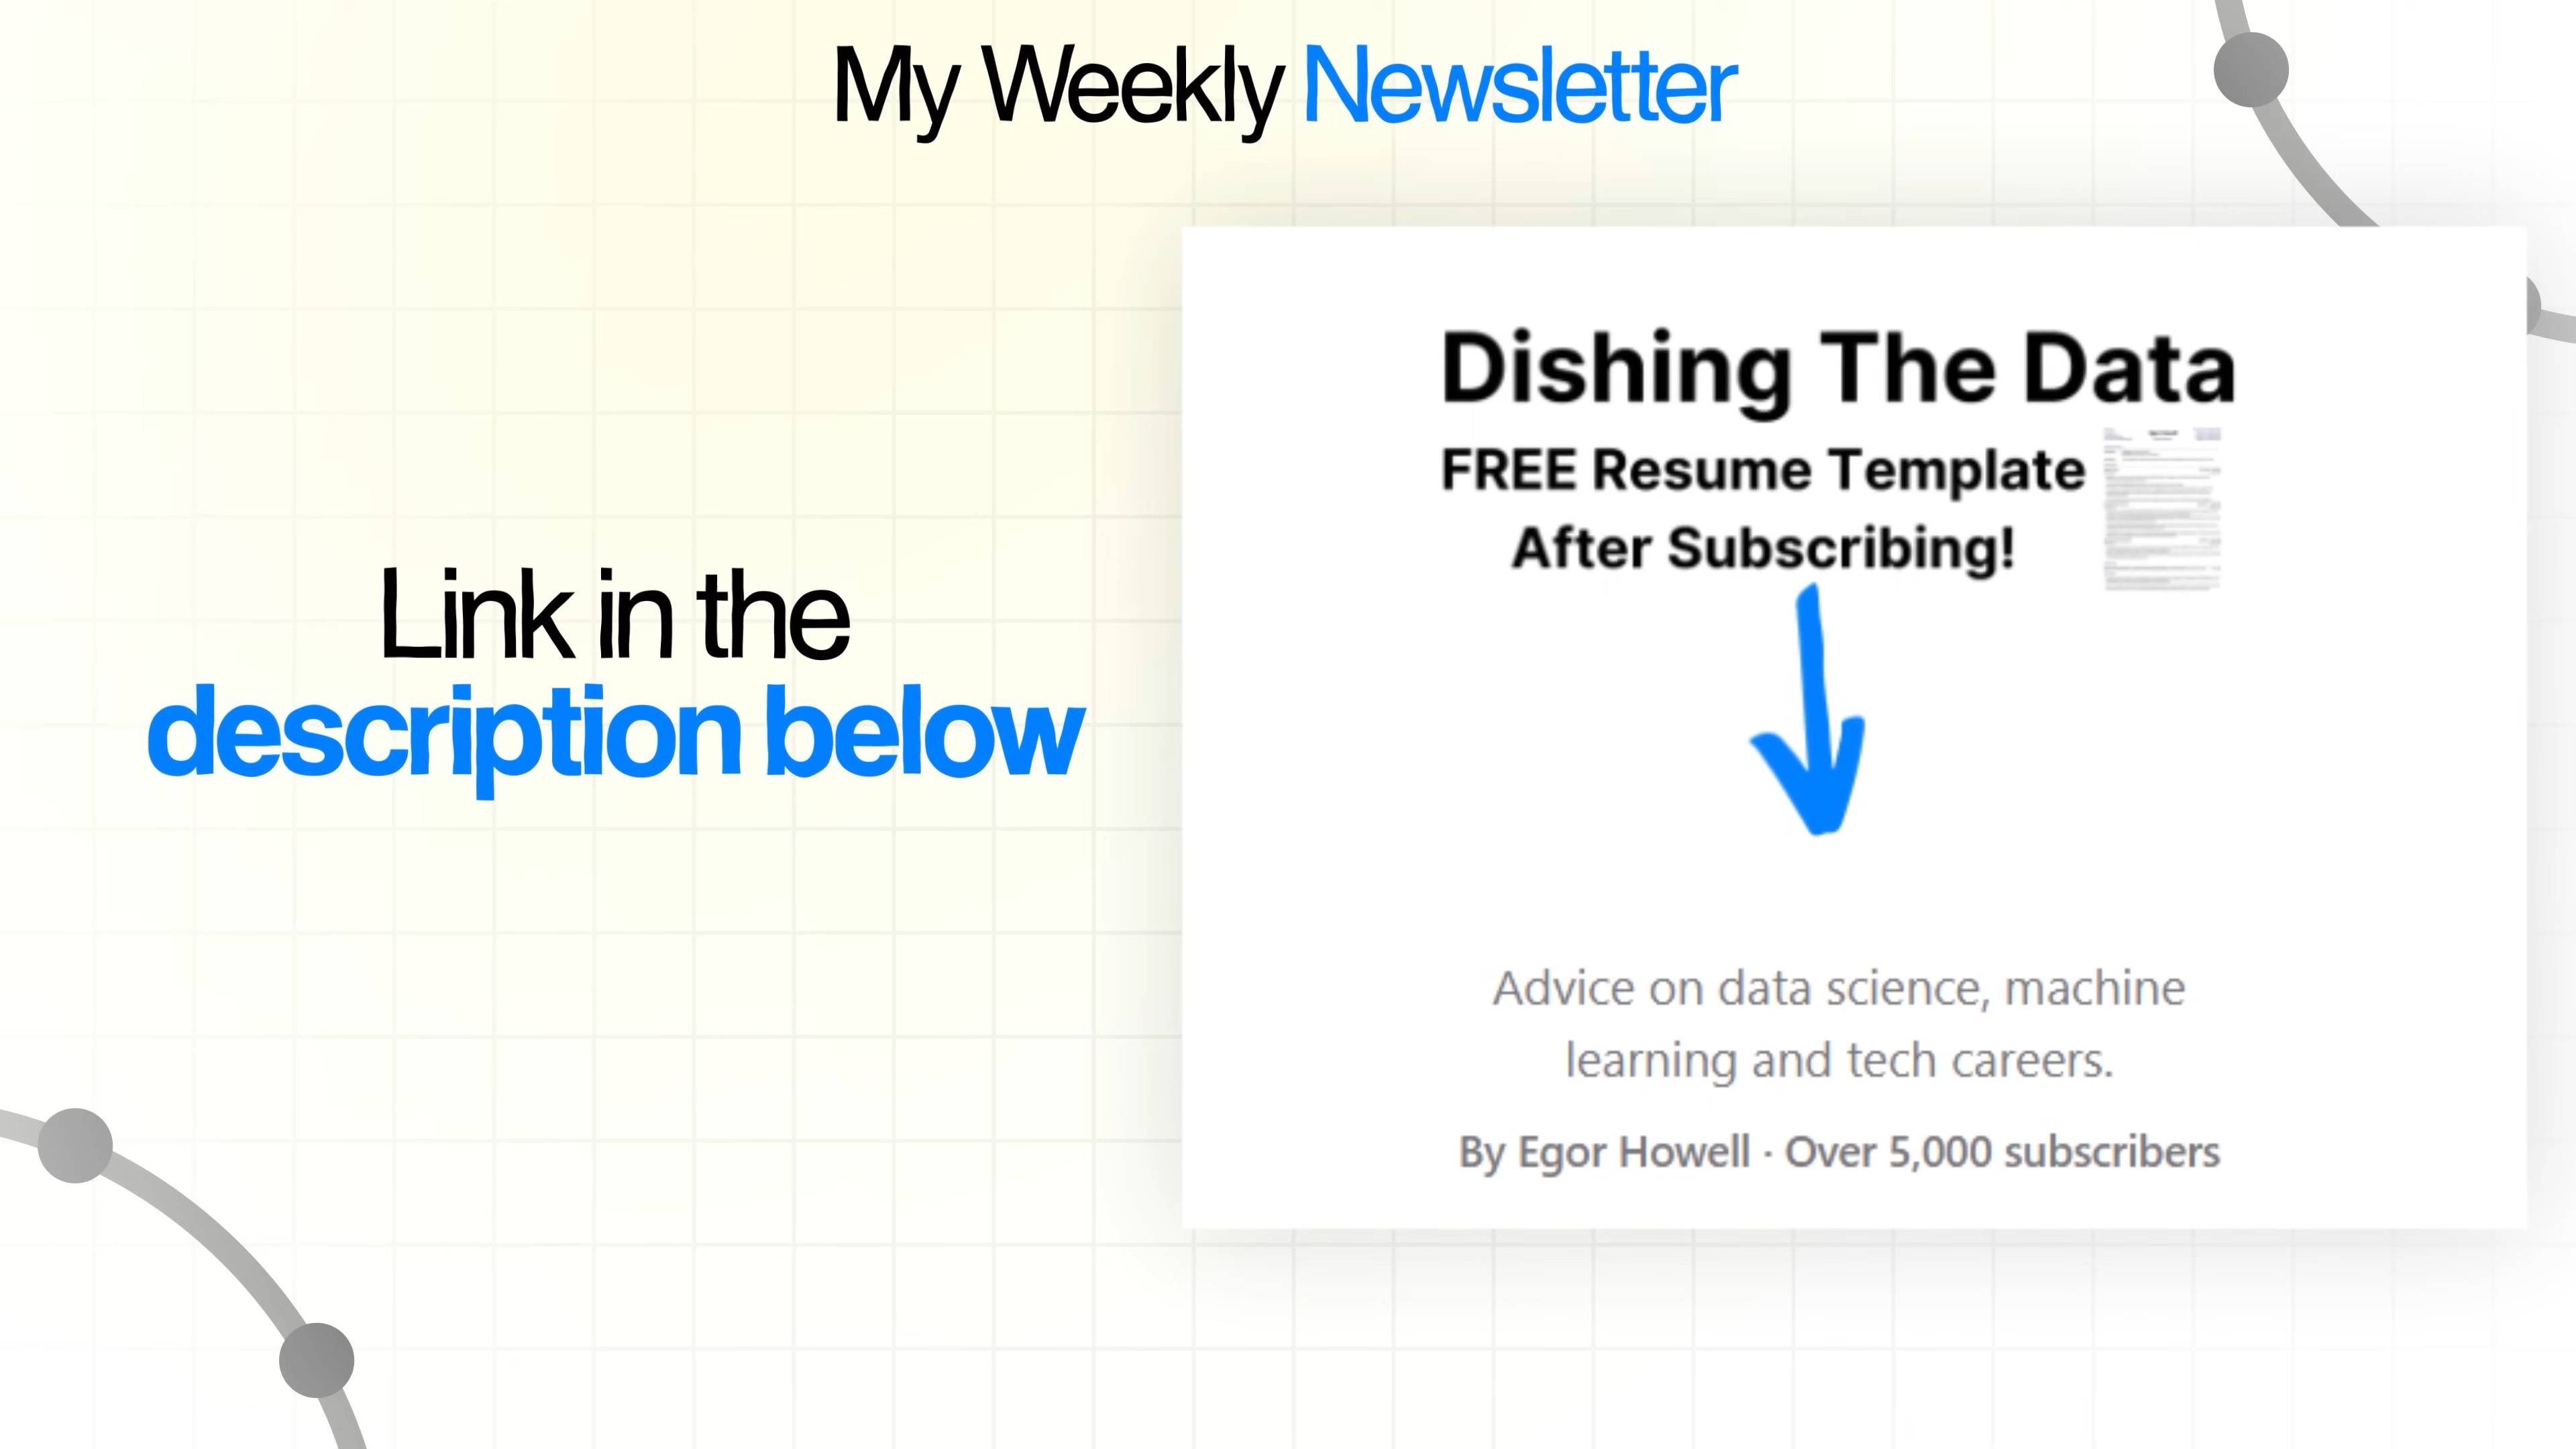 My Weekly Newsletter
Link in the
description below
Dishing The Data
FREE Resume Template
After Subscribing!
Advice on data science, machine
learning and tech careers.
By Egor Howell · Over 5,000 subscribers